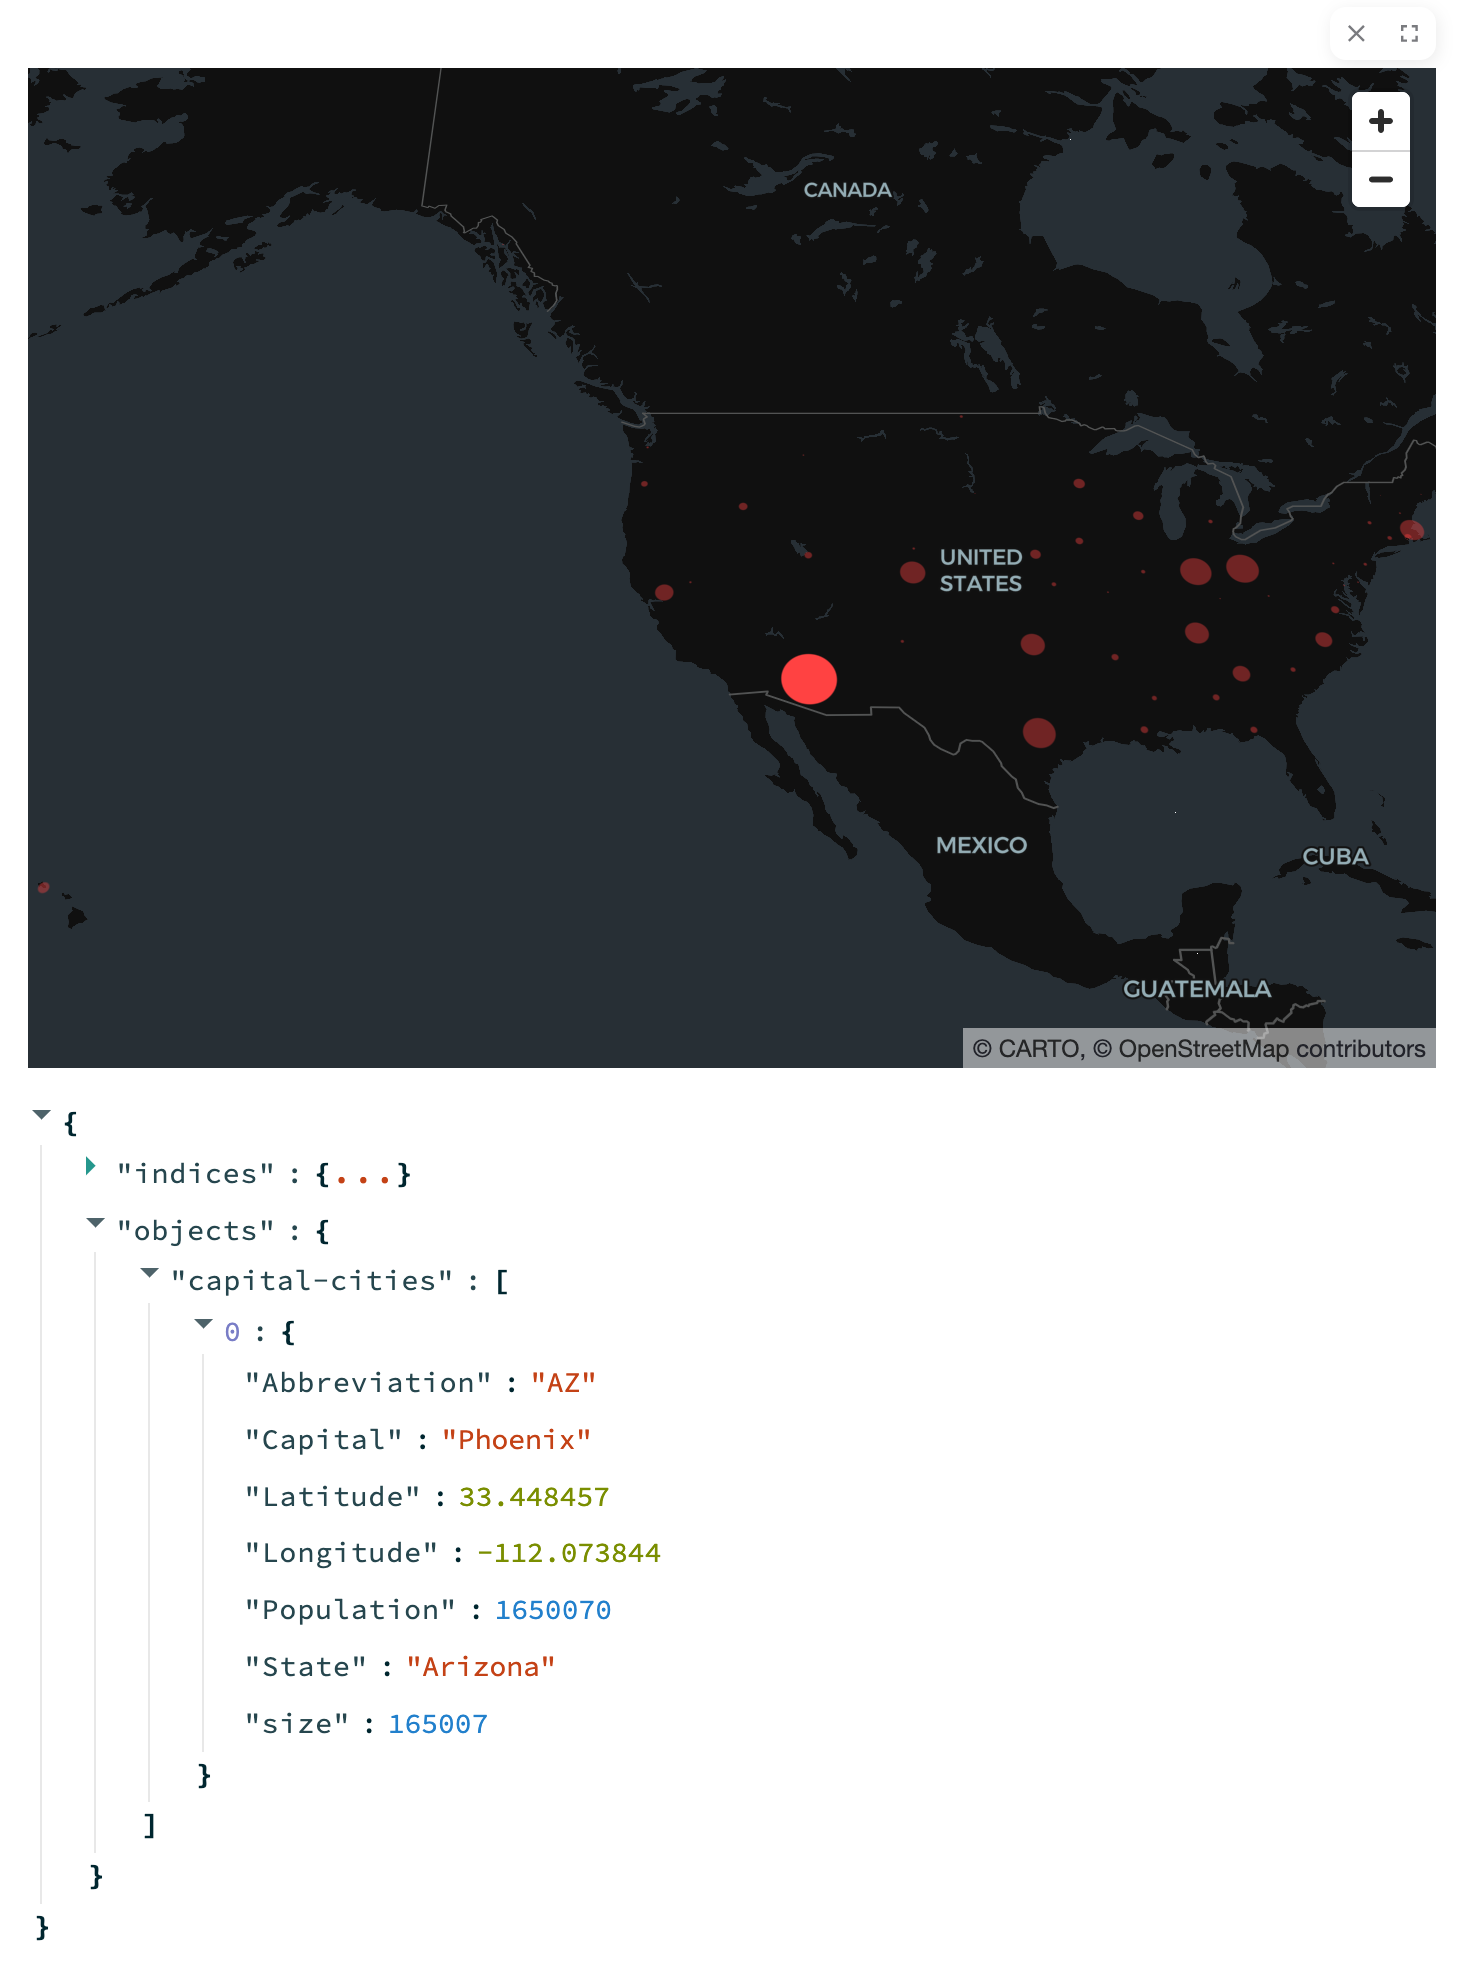 CANADA
UNITED
STATES
MEXICO
CUBA
GUATEMALA
© CARTO, © OpenStreetMap contributors
{
"indices" : {...}
"objects" : {
"capital-cities" : [
0 : {
"Abbreviation" : "AZ"
"Capital" : "Phoenix"
"Latitude" : 33.448457
"Longitude" : -112.073844
"Population" : 1650070
"State" : "Arizona"
"size" : 165007
}
]
}
}